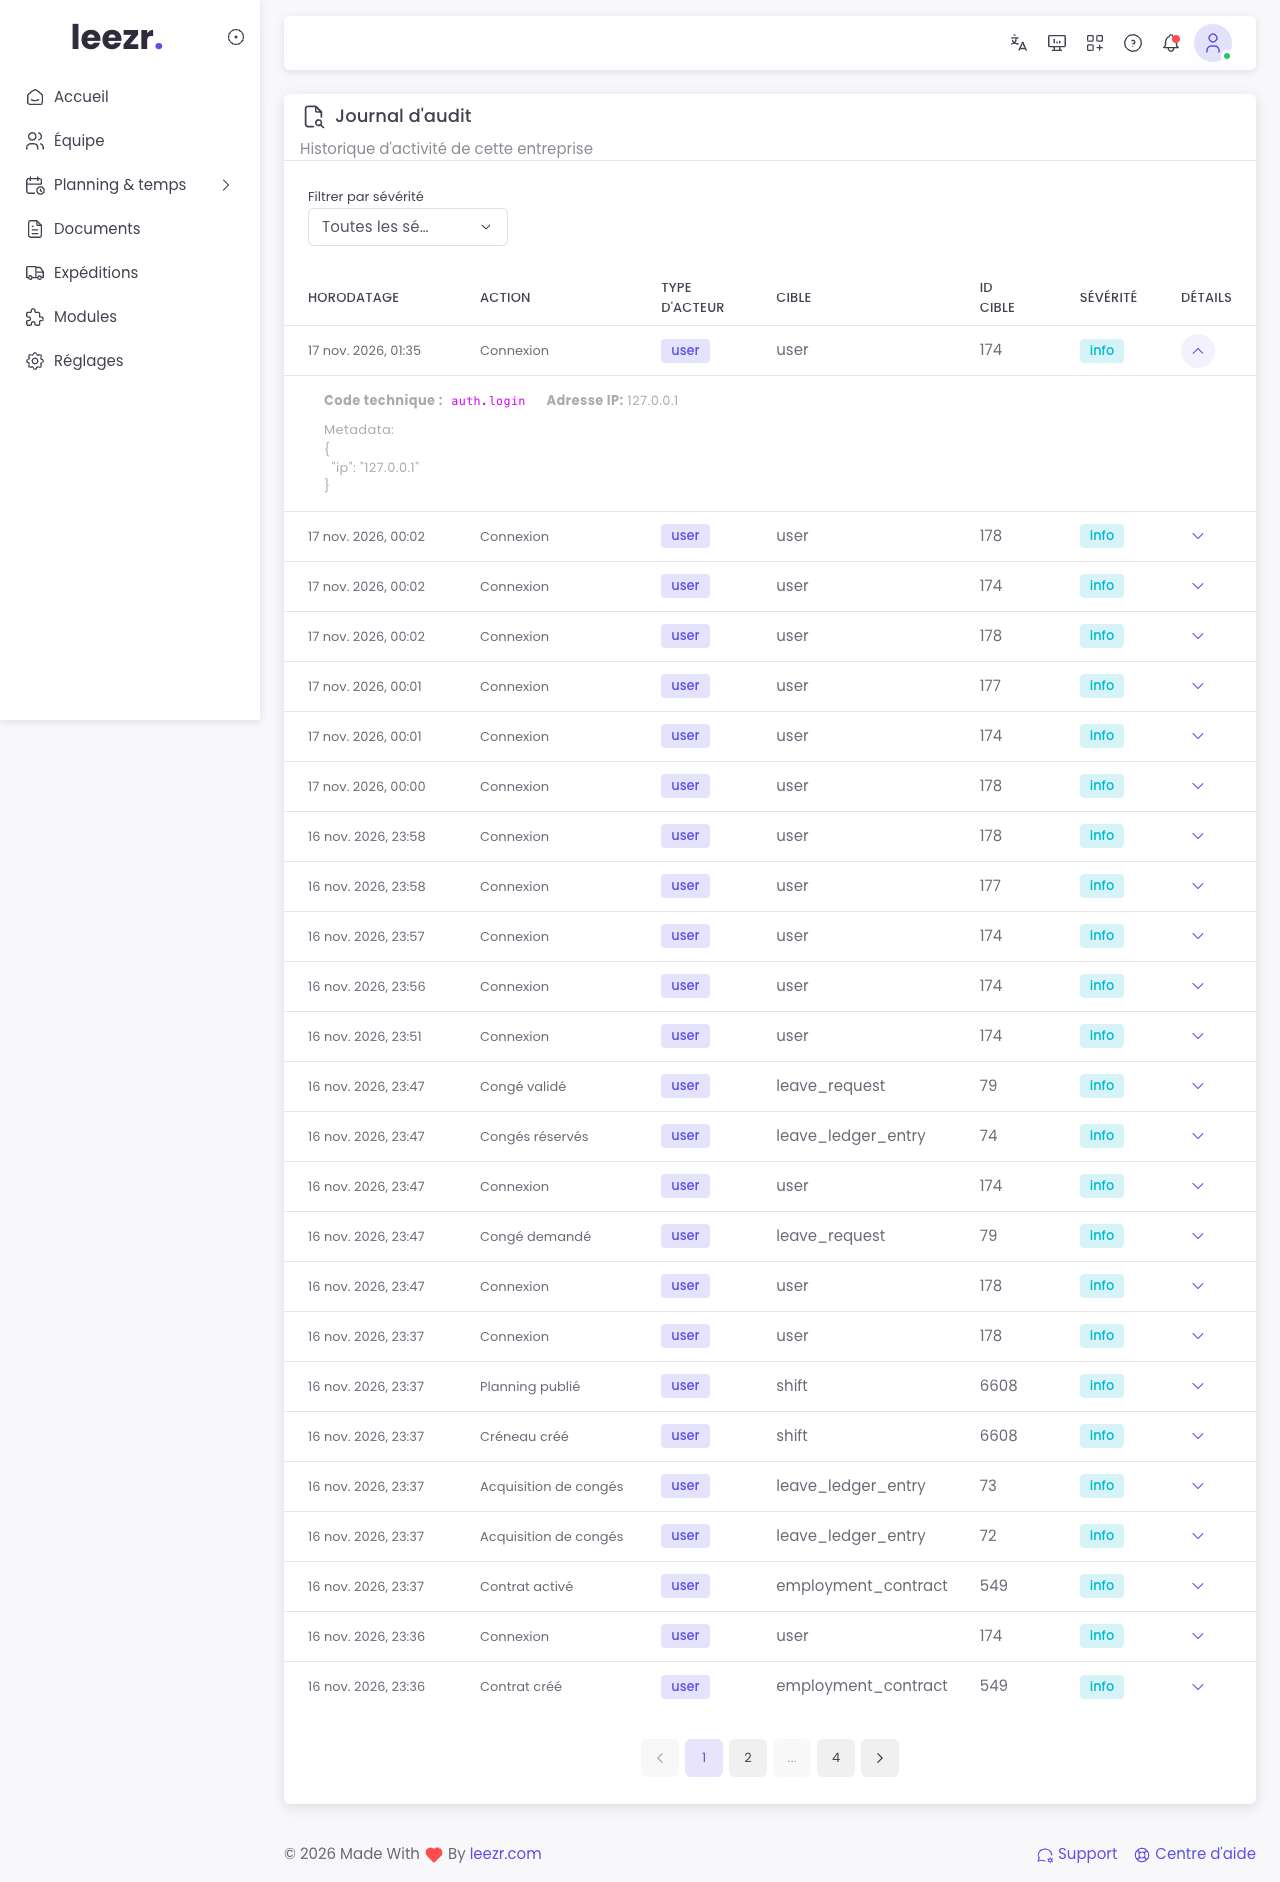 leezr.
Accueil
Équipe
Planning & temps
Documents
Expéditions
Modules
Réglages
Journal d'audit
Historique d'activité de cette entreprise
Filtrer par sévérité
Toutes les sé...
HORODATAGE ACTION TYPE D'ACTEUR CIBLE ID CIBLE SÉVÉRITÉ DÉTAILS
17 nov. 2026, 01:35 Connexion user user 174 info
Code technique : auth.login Adresse IP: 127.0.0.1
Metadata:
{
"ip": "127.0.0.1"
}
17 nov. 2026, 00:02 Connexion user user 178 info
17 nov. 2026, 00:02 Connexion user user 174 info
17 nov. 2026, 00:02 Connexion user user 178 info
17 nov. 2026, 00:01 Connexion user user 177 info
17 nov. 2026, 00:01 Connexion user user 174 info
17 nov. 2026, 00:00 Connexion user user 178 info
16 nov. 2026, 23:58 Connexion user user 178 info
16 nov. 2026, 23:58 Connexion user user 177 info
16 nov. 2026, 23:57 Connexion user user 174 info
16 nov. 2026, 23:56 Connexion user user 174 info
16 nov. 2026, 23:51 Connexion user user 174 info
16 nov. 2026, 23:47 Congé validé user leave_request 79 info
16 nov. 2026, 23:47 Congés réservés user leave_ledger_entry 74 info
16 nov. 2026, 23:47 Connexion user user 174 info
16 nov. 2026, 23:47 Congé demandé user leave_request 79 info
16 nov. 2026, 23:47 Connexion user user 178 info
16 nov. 2026, 23:37 Connexion user user 178 info
16 nov. 2026, 23:37 Planning publié user shift 6608 info
16 nov. 2026, 23:37 Créneau créé user shift 6608 info
16 nov. 2026, 23:37 Acquisition de congés user leave_ledger_entry 73 info
16 nov. 2026, 23:37 Acquisition de congés user leave_ledger_entry 72 info
16 nov. 2026, 23:37 Contrat activé user employment_contract 549 info
16 nov. 2026, 23:36 Connexion user user 174 info
16 nov. 2026, 23:36 Contrat créé user employment_contract 549 info
1 2 ... 4
© 2026 Made With By leezr.com
Support Centre d'aide